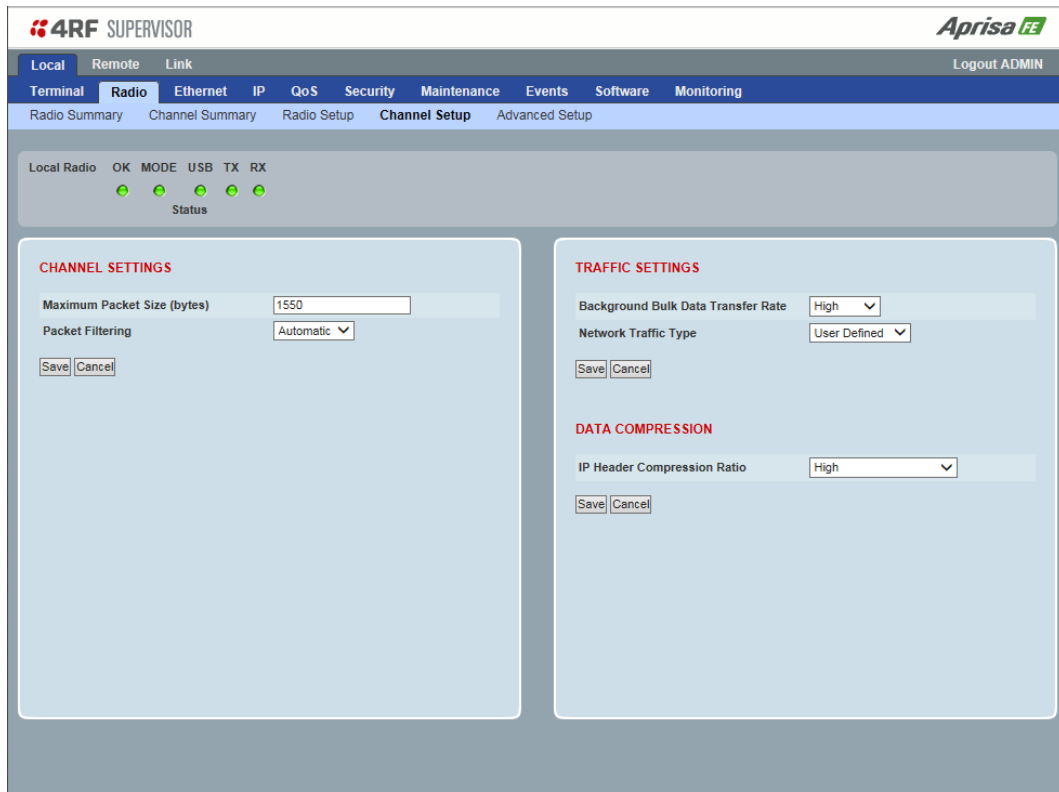 4RF SUPERVISOR
Aprisa FE
Local Remote Link Logout ADMIN
Terminal Radio Ethernet IP QoS Security Maintenance Events Software Monitoring
Radio Summary Channel Summary Radio Setup Channel Setup Advanced Setup
Local Radio OK MODE USB TX RX
Status
CHANNEL SETTINGS
Maximum Packet Size (bytes) 1550
Packet Filtering Automatic
Save Cancel
TRAFFIC SETTINGS
Background Bulk Data Transfer Rate High
Network Traffic Type User Defined
Save Cancel
DATA COMPRESSION
IP Header Compression Ratio High
Save Cancel